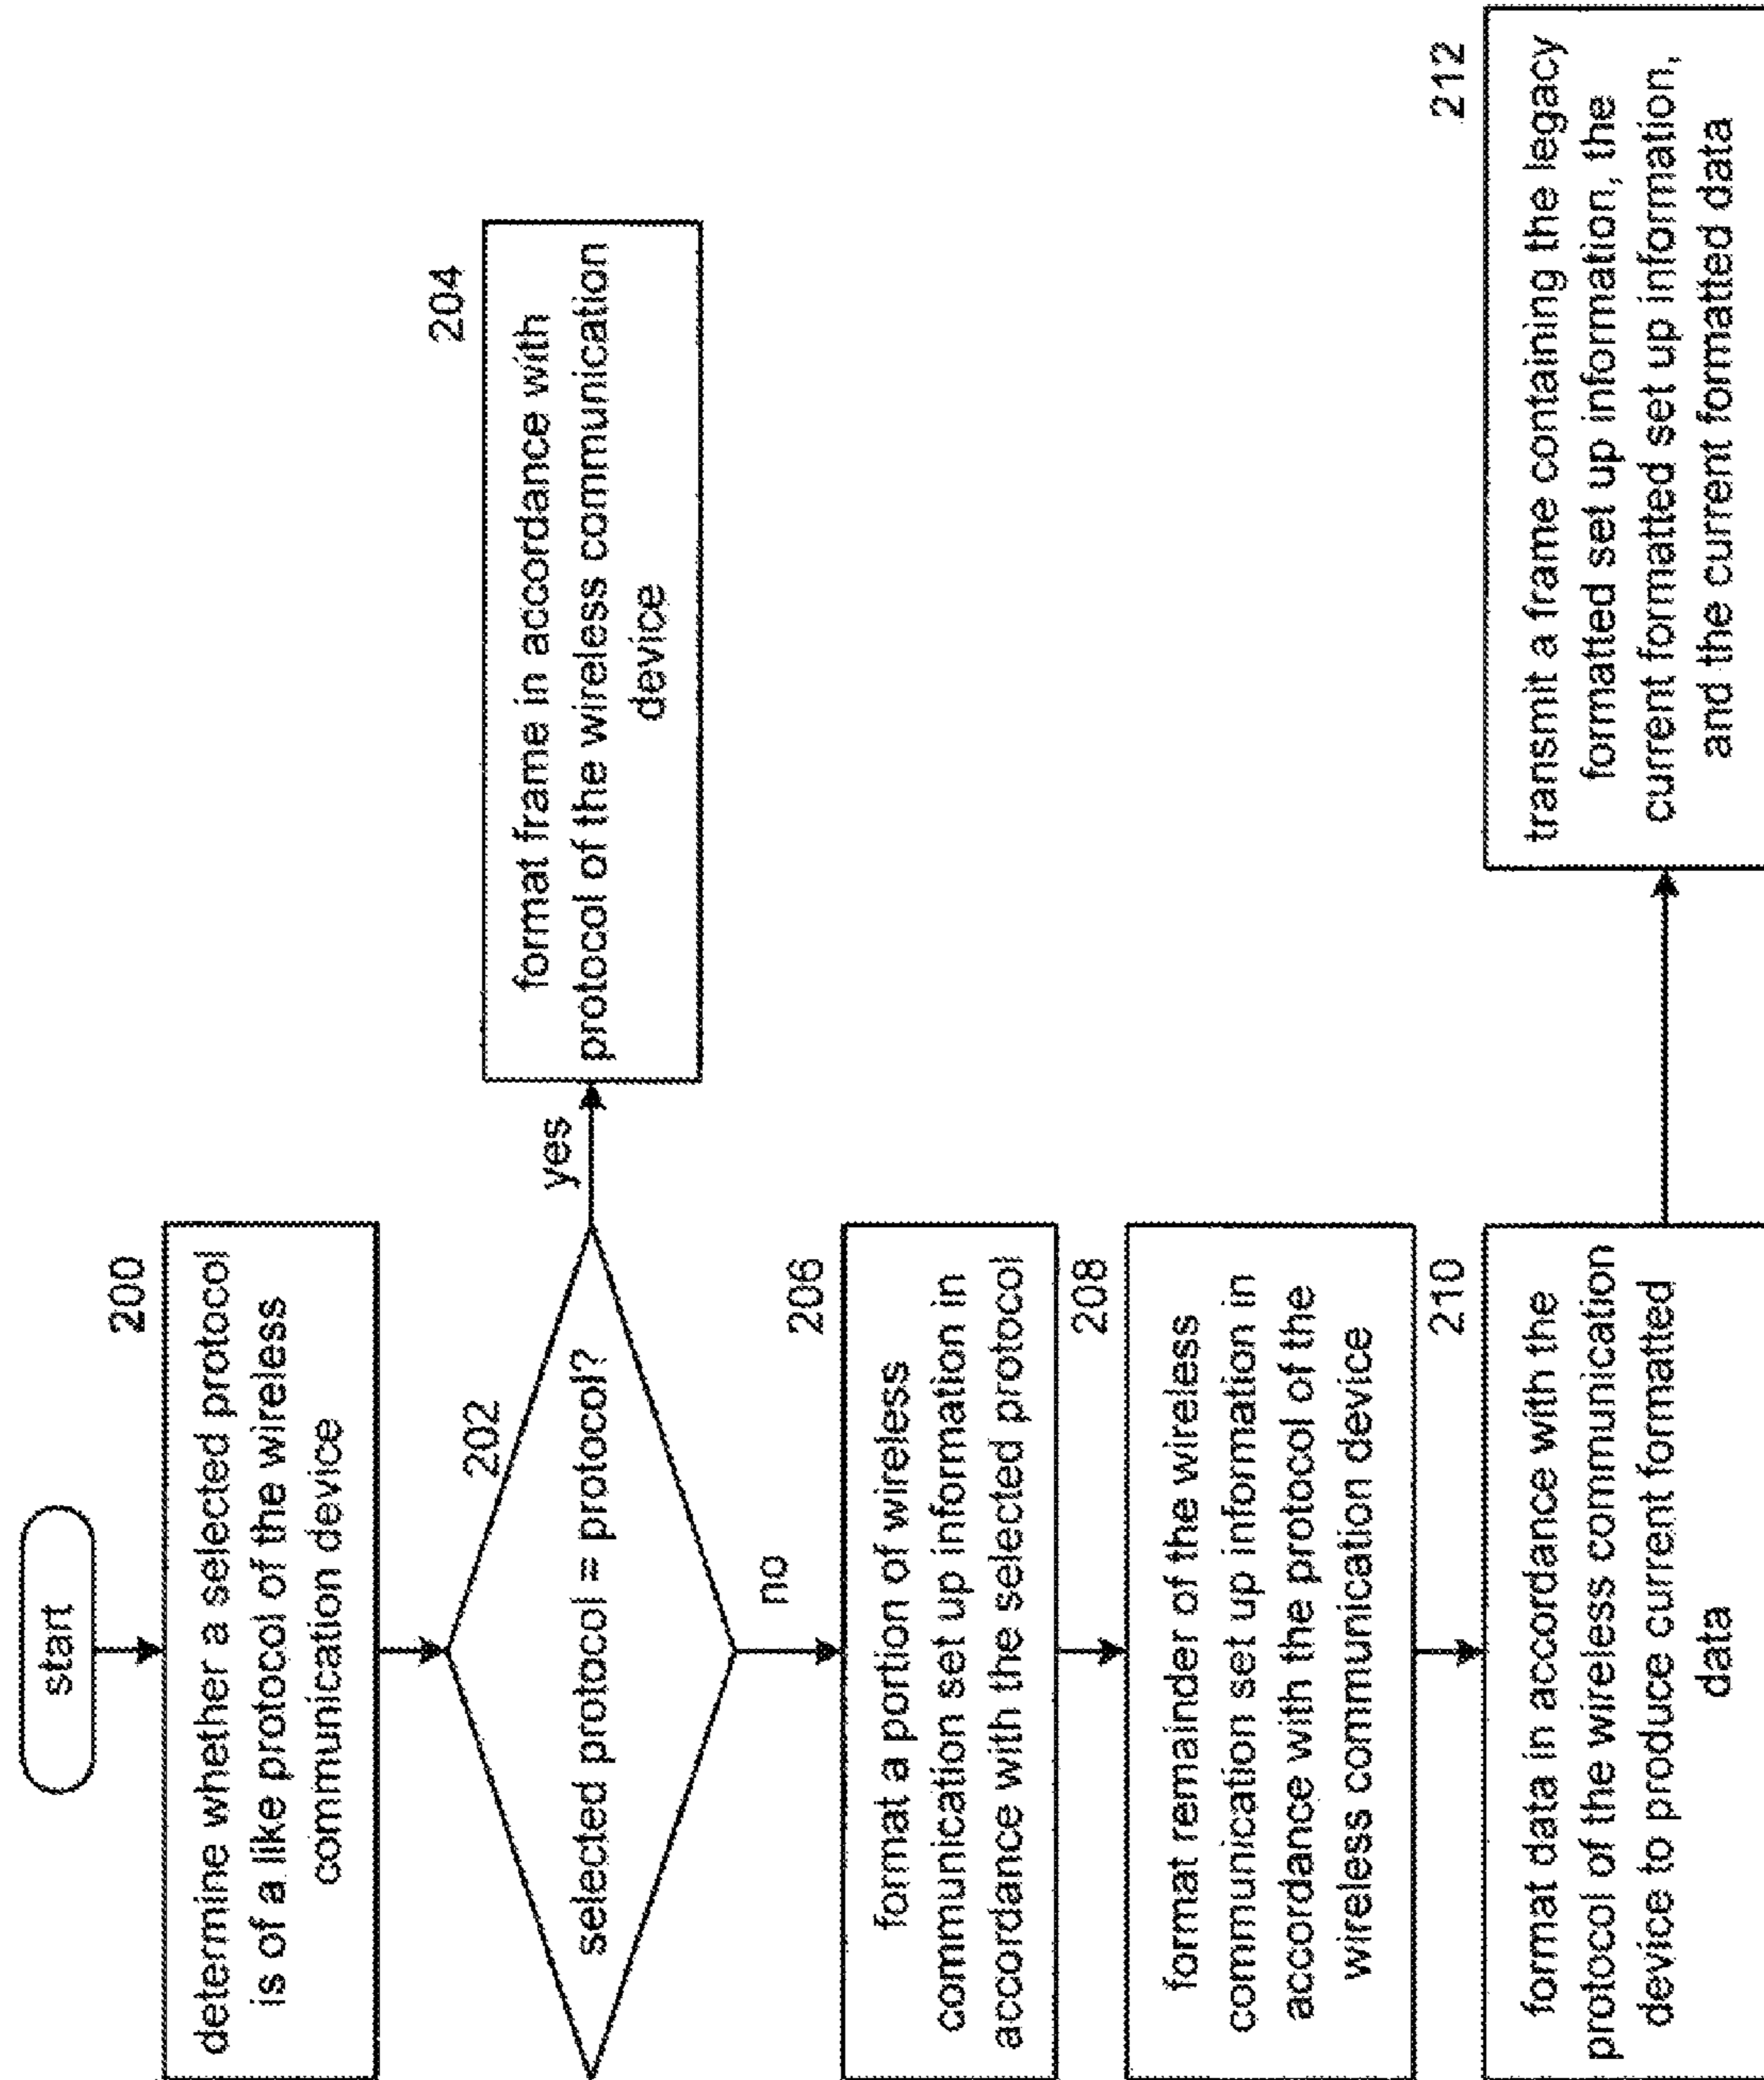 start
200
determine whether a selected protocol
is of a like protocol of the wireless
communication device
202
selected protocol = protocol?
yes
204
format frame in accordance with
protocol of the wireless communication
device
no
206
format a portion of wireless
communication set up information in
accordance with the selected protocol
208
format remainder of the wireless
communication set up information in
accordance with the protocol of the
wireless communication device
210
format data in accordance with the
protocol of the wireless communication
device to produce current formatted
data
212
transmit a frame containing the legacy
formatted set up information, the
current formatted set up information,
and the current formatted data